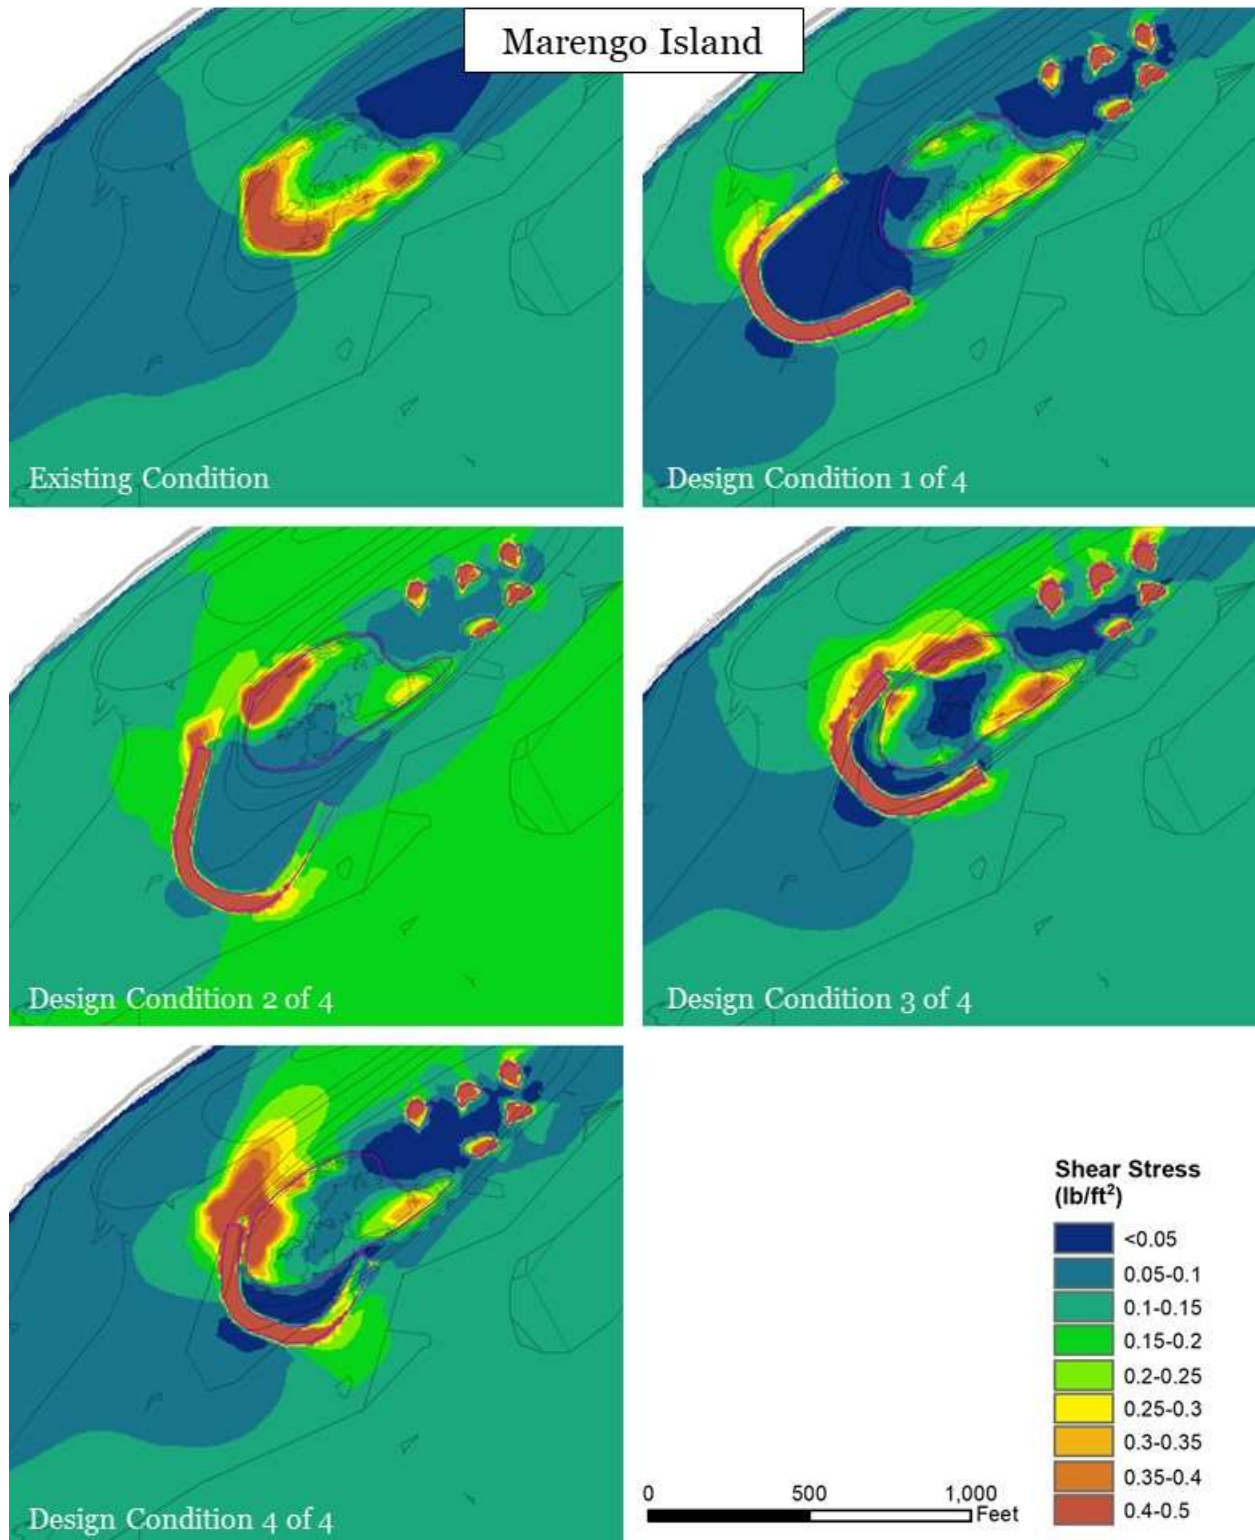 Marengo Island
Existing Condition
Design Condition 1 of 4
Design Condition 2 of 4
Design Condition 3 of 4
Design Condition 4 of 4
Shear Stress
(lb/ft²)
<0.05
0.05-0.1
0.1-0.15
0.15-0.2
0.2-0.25
0.25-0.3
0.3-0.35
0.35-0.4
0.4-0.5
0 500 1,000
Feet